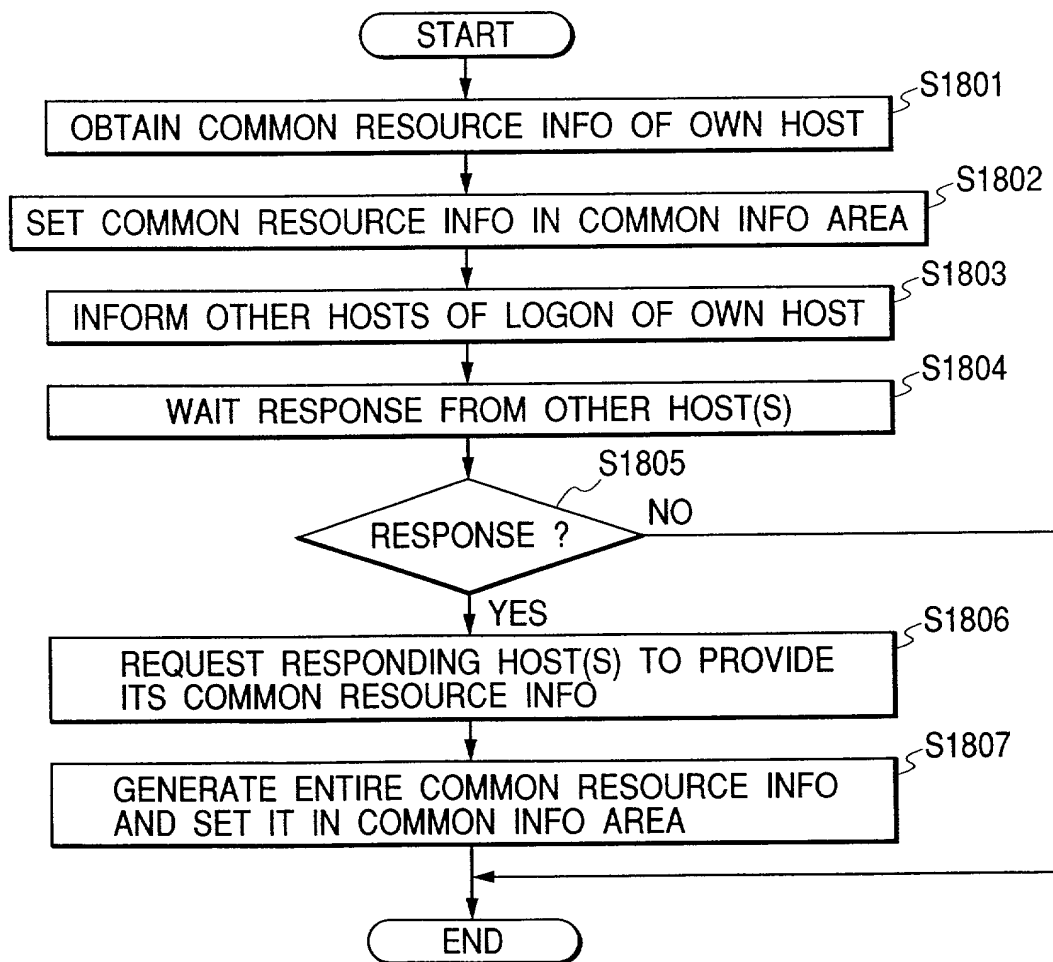 START
S1801
OBTAIN COMMON RESOURCE INFO OF OWN HOST
S1802
SET COMMON RESOURCE INFO IN COMMON INFO AREA
S1803
INFORM OTHER HOSTS OF LOGON OF OWN HOST
S1804
WAIT RESPONSE FROM OTHER HOST(S)
S1805
RESPONSE ?
NO
YES
S1806
REQUEST RESPONDING HOST(S) TO PROVIDE
ITS COMMON RESOURCE INFO
S1807
GENERATE ENTIRE COMMON RESOURCE INFO
AND SET IT IN COMMON INFO AREA
END